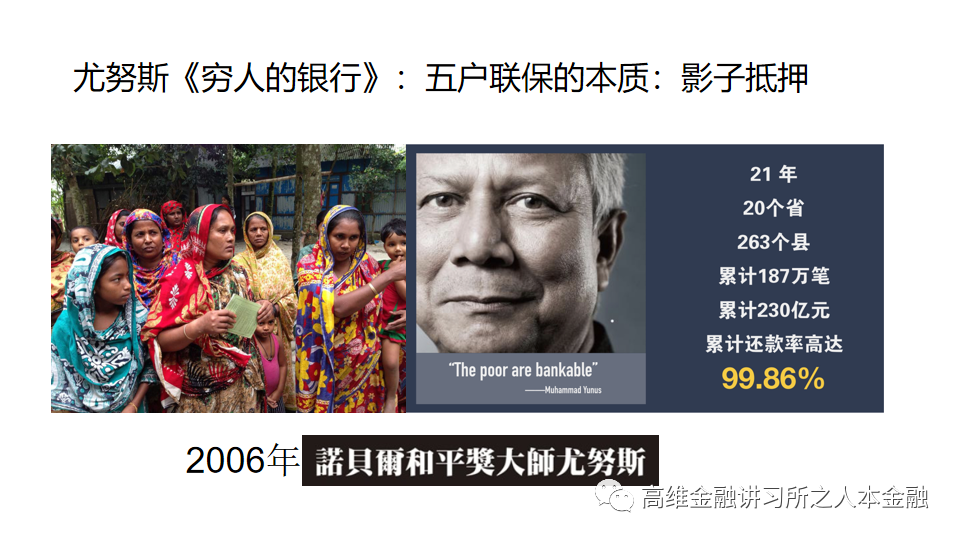 尤努斯《穷人的银行》：五户联保的本质：影子抵押
“The poor are bankable”
——Muhammad Yunus
21 年
20个省
263个县
累计187万笔
累计230亿元
累计还款率高达
99.86%
2006年 諾貝爾和平獎大師尤努斯
高维金融讲习所之人本金融